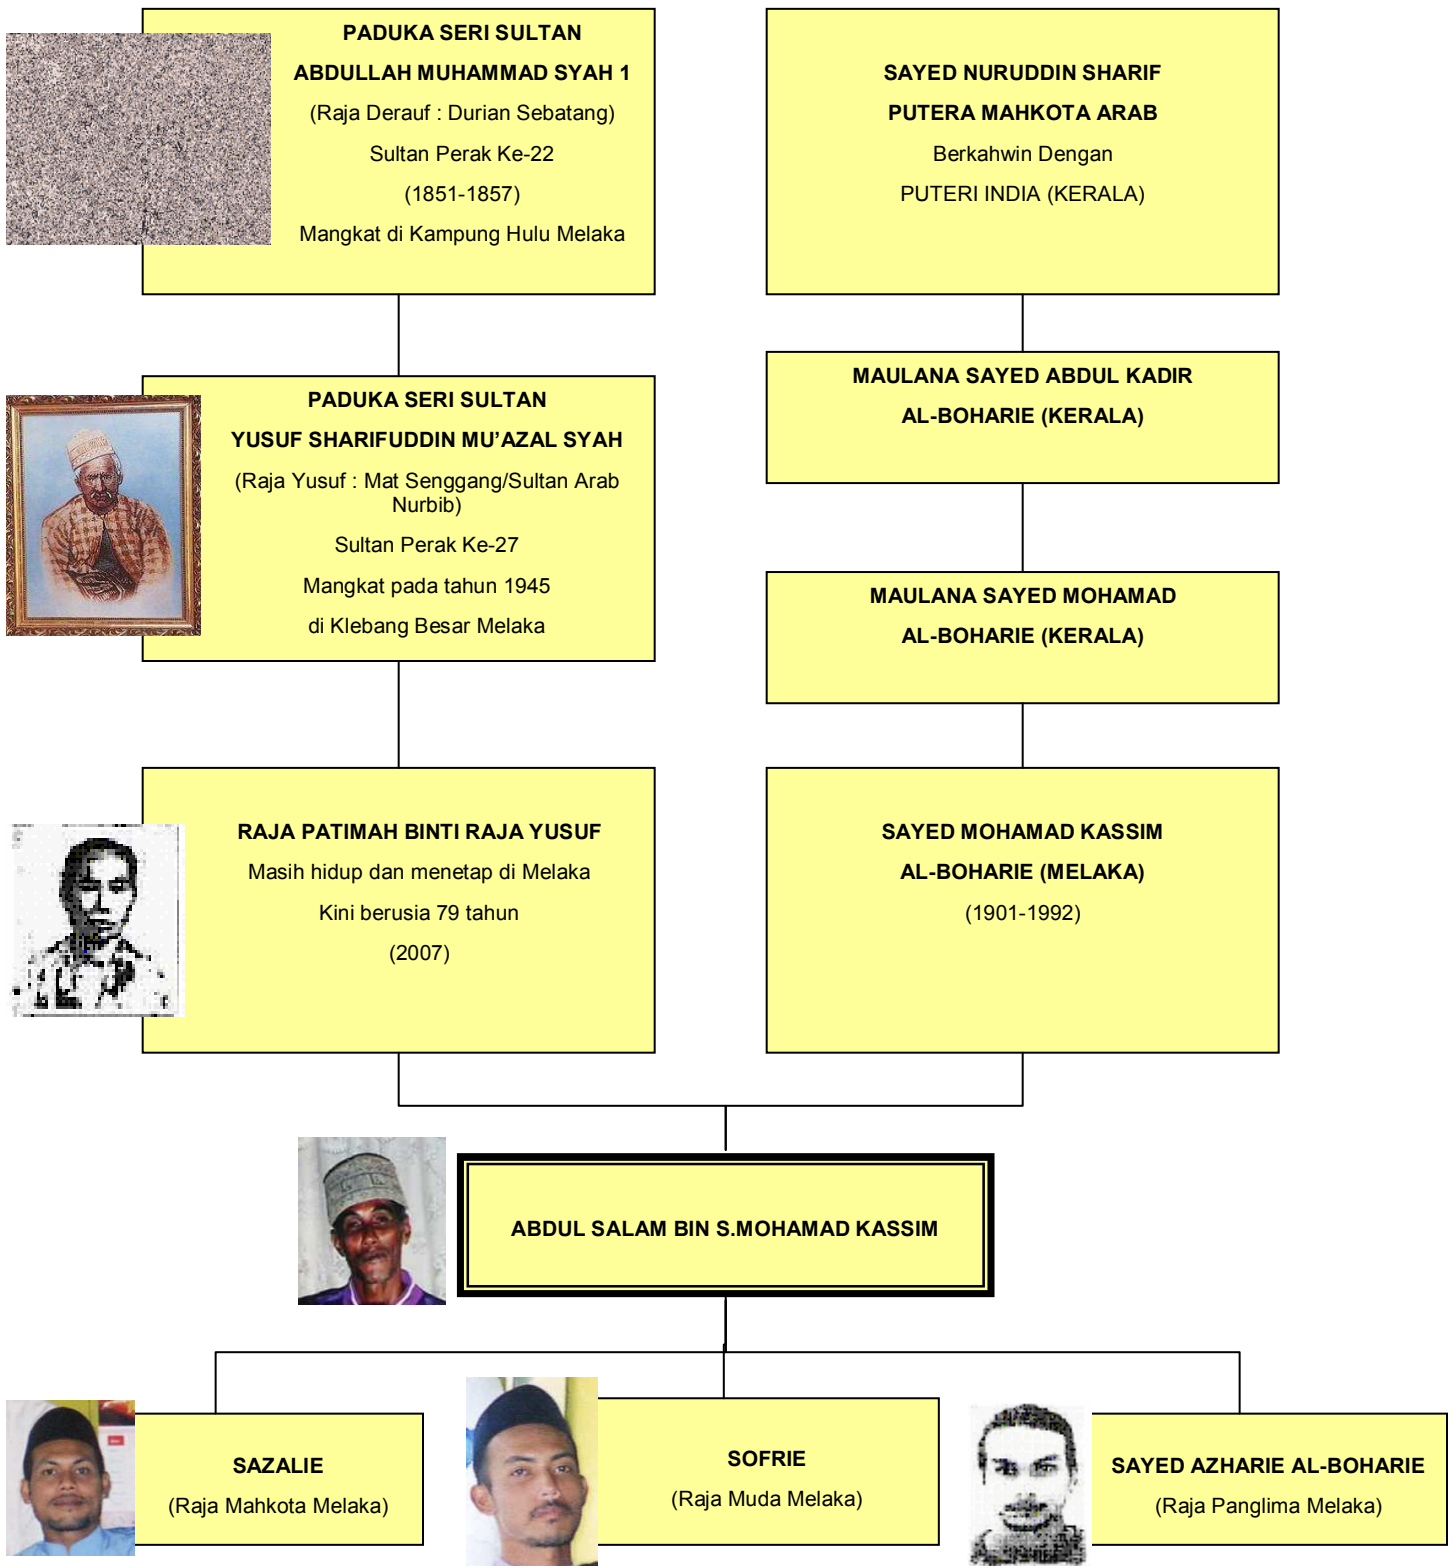 PADUKA SERI SULTAN
ABDULLAH MUHAMMAD SYAH 1
(Raja Derauf : Durian Sebatang)
Sultan Perak Ke-22
(1851-1857)
Mangkat di Kampung Hulu Melaka
SAYED NURUDDIN SHARIF
PUTERA MAHKOTA ARAB
Berkahwin Dengan
PUTERI INDIA (KERALA)
PADUKA SERI SULTAN
YUSUF SHARIFUDDIN MU’AZAL SYAH
(Raja Yusuf : Mat Senggang/Sultan Arab
Nurbib)
Sultan Perak Ke-27
Mangkat pada tahun 1945
di Klebang Besar Melaka
MAULANA SAYED ABDUL KADIR
AL-BOHARIE (KERALA)
MAULANA SAYED MOHAMAD
AL-BOHARIE (KERALA)
RAJA PATIMAH BINTI RAJA YUSUF
Masih hidup dan menetap di Melaka
Kini berusia 79 tahun
(2007)
SAYED MOHAMAD KASSIM
AL-BOHARIE (MELAKA)
(1901-1992)
ABDUL SALAM BIN S.MOHAMAD KASSIM
SAZALIE
(Raja Mahkota Melaka)
SOFRIE
(Raja Muda Melaka)
SAYED AZHARIE AL-BOHARIE
(Raja Panglima Melaka)